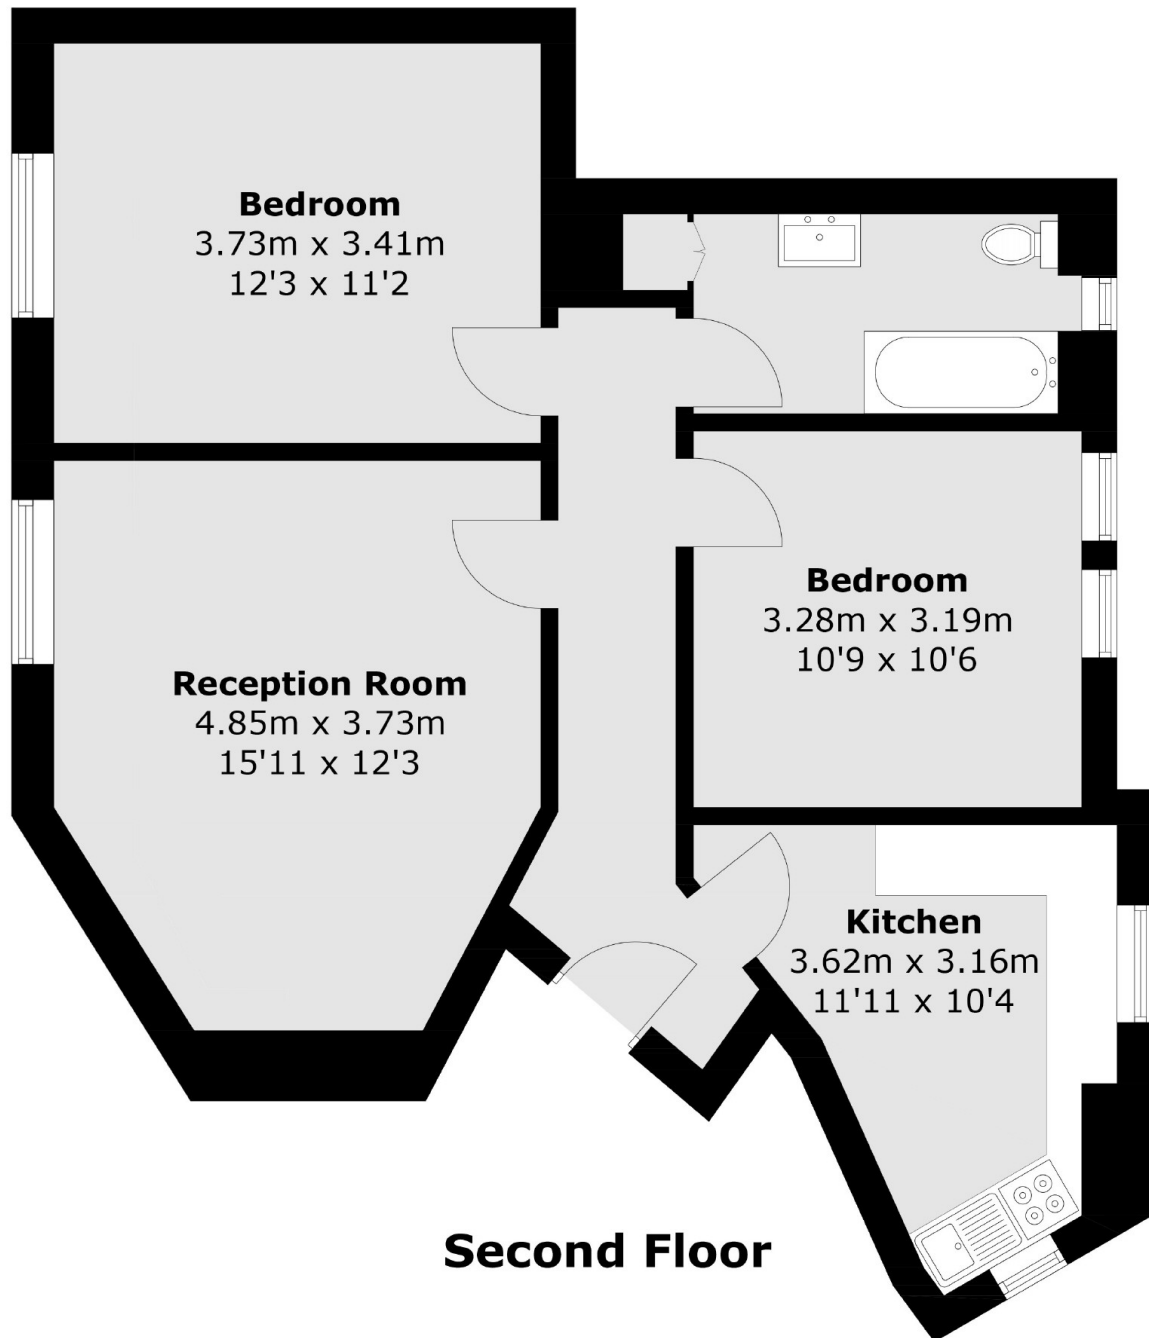 Bedroom
3.73m x 3.41m
12'3 x 11'2
Bedroom
3.28m x 3.19m
10'9 x 10'6
Reception Room
4.85m x 3.73m
15'11 x 12'3
Kitchen
3.62m x 3.16m
11'11 x 10'4
Second Floor